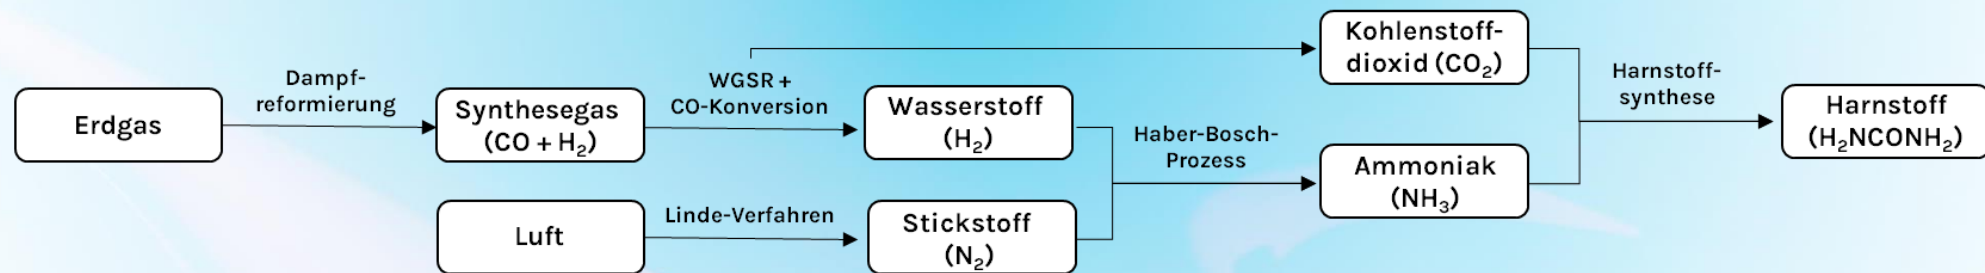 Erdgas
Dampf-
reformierung
Synthesegas
(CO + H₂)
WGSR +
CO-Konversion
Wasserstoff
(H₂)
Luft
Linde-Verfahren
Stickstoff
(N₂)
Haber-Bosch-
Prozess
Kohlenstoff-
dioxid (CO₂)
Ammoniak
(NH₃)
Harnstoff-
synthese
Harnstoff
(H₂NCONH₂)